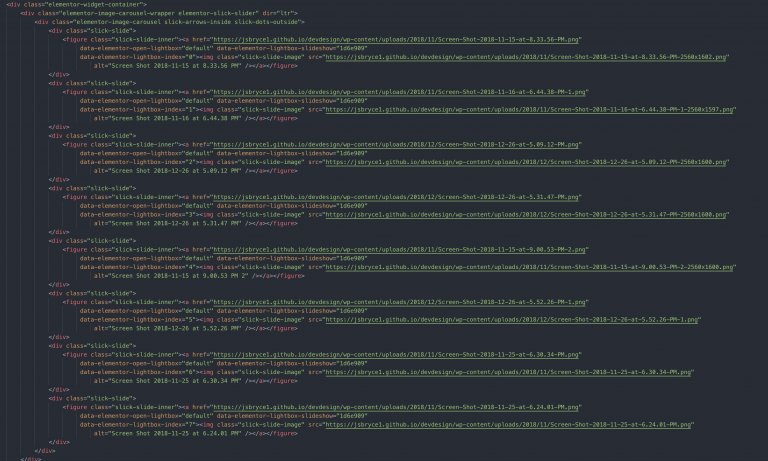 <div class="elementor-widget-container">
<div class="elementor-image-carousel-wrapper elementor-slick-slider" dir="ltr">
<div class="elementor-image-carousel slick-arrows-inside slick-dots-outside">
<div class="slick-slide">
<figure class="slick-slide-inner"><a href="https://jsbryce1.github.io/devdesign/wp-content/uploads/2018/11/Screen-Shot-2018-11-15-at-8.33.56-PM.png"
data-elementor-open-lightbox="default" data-elementor-lightbox-slideshow="1d6e909"
data-elementor-lightbox-index="0"><img class="slick-slide-image" src="https://jsbryce1.github.io/devdesign/wp-content/uploads/2018/11/Screen-Shot-2018-11-15-at-8.33.56-PM-2560x1602.png"
alt="Screen Shot 2018-11-15 at 8.33.56 PM" /></a></figure>
</div>
<div class="slick-slide">
<figure class="slick-slide-inner"><a href="https://jsbryce1.github.io/devdesign/wp-content/uploads/2018/11/Screen-Shot-2018-11-16-at-6.44.38-PM-1.png"
data-elementor-open-lightbox="default" data-elementor-lightbox-slideshow="1d6e909"
data-elementor-lightbox-index="1"><img class="slick-slide-image" src="https://jsbryce1.github.io/devdesign/wp-content/uploads/2018/11/Screen-Shot-2018-11-16-at-6.44.38-PM-1-2560x1597.png"
alt="Screen Shot 2018-11-16 at 6.44.38 PM" /></a></figure>
</div>
<div class="slick-slide">
<figure class="slick-slide-inner"><a href="https://jsbryce1.github.io/devdesign/wp-content/uploads/2018/12/Screen-Shot-2018-12-26-at-5.09.12-PM.png"
data-elementor-open-lightbox="default" data-elementor-lightbox-slideshow="1d6e909"
data-elementor-lightbox-index="2"><img class="slick-slide-image" src="https://jsbryce1.github.io/devdesign/wp-content/uploads/2018/12/Screen-Shot-2018-12-26-at-5.09.12-PM-2560x1600.png"
alt="Screen Shot 2018-12-26 at 5.09.12 PM" /></a></figure>
</div>
<div class="slick-slide">
<figure class="slick-slide-inner"><a href="https://jsbryce1.github.io/devdesign/wp-content/uploads/2018/12/Screen-Shot-2018-12-26-at-5.31.47-PM.png"
data-elementor-open-lightbox="default" data-elementor-lightbox-slideshow="1d6e909"
data-elementor-lightbox-index="3"><img class="slick-slide-image" src="https://jsbryce1.github.io/devdesign/wp-content/uploads/2018/12/Screen-Shot-2018-12-26-at-5.31.47-PM-2560x1600.png"
alt="Screen Shot 2018-12-26 at 5.31.47 PM" /></a></figure>
</div>
<div class="slick-slide">
<figure class="slick-slide-inner"><a href="https://jsbryce1.github.io/devdesign/wp-content/uploads/2018/11/Screen-Shot-2018-11-15-at-9.00.53-PM-2.png"
data-elementor-open-lightbox="default" data-elementor-lightbox-slideshow="1d6e909"
data-elementor-lightbox-index="4"><img class="slick-slide-image" src="https://jsbryce1.github.io/devdesign/wp-content/uploads/2018/11/Screen-Shot-2018-11-15-at-9.00.53-PM-2-2560x1600.png"
alt="Screen Shot 2018-11-15 at 9.00.53 PM 2" /></a></figure>
</div>
<div class="slick-slide">
<figure class="slick-slide-inner"><a href="https://jsbryce1.github.io/devdesign/wp-content/uploads/2018/12/Screen-Shot-2018-12-26-at-5.52.26-PM-1.png"
data-elementor-open-lightbox="default" data-elementor-lightbox-slideshow="1d6e909"
data-elementor-lightbox-index="5"><img class="slick-slide-image" src="https://jsbryce1.github.io/devdesign/wp-content/uploads/2018/12/Screen-Shot-2018-12-26-at-5.52.26-PM-1.png"
alt="Screen Shot 2018-12-26 at 5.52.26 PM" /></a></figure>
</div>
<div class="slick-slide">
<figure class="slick-slide-inner"><a href="https://jsbryce1.github.io/devdesign/wp-content/uploads/2018/11/Screen-Shot-2018-11-25-at-6.30.34-PM.png"
data-elementor-open-lightbox="default" data-elementor-lightbox-slideshow="1d6e909"
data-elementor-lightbox-index="6"><img class="slick-slide-image" src="https://jsbryce1.github.io/devdesign/wp-content/uploads/2018/11/Screen-Shot-2018-11-25-at-6.30.34-PM.png"
alt="Screen Shot 2018-11-25 at 6.30.34 PM" /></a></figure>
</div>
<div class="slick-slide">
<figure class="slick-slide-inner"><a href="https://jsbryce1.github.io/devdesign/wp-content/uploads/2018/11/Screen-Shot-2018-11-25-at-6.24.01-PM.png"
data-elementor-open-lightbox="default" data-elementor-lightbox-slideshow="1d6e909"
data-elementor-lightbox-index="7"><img class="slick-slide-image" src="https://jsbryce1.github.io/devdesign/wp-content/uploads/2018/11/Screen-Shot-2018-11-25-at-6.24.01-PM.png"
alt="Screen Shot 2018-11-25 at 6.24.01 PM" /></a></figure>
</div>
</div>
</div>